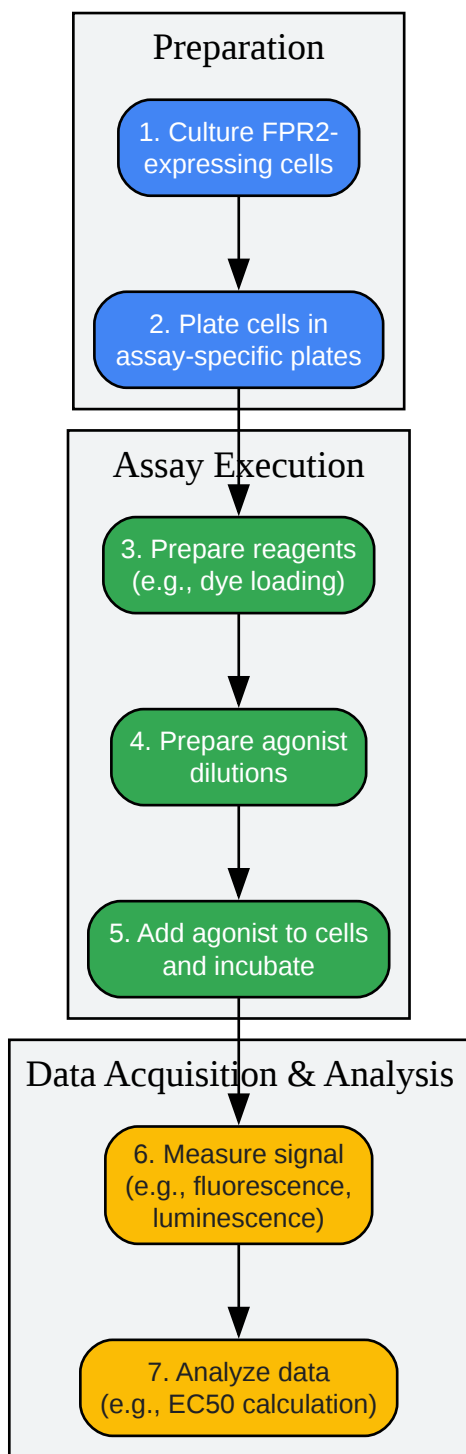 Preparation
1. Culture FPR2-
expressing cells
2. Plate cells in
assay-specific plates
Assay Execution
3. Prepare reagents
(e.g., dye loading)
4. Prepare agonist
dilutions
5. Add agonist to cells
and incubate
Data Acquisition & Analysis
6. Measure signal
(e.g., fluorescence,
luminescence)
7. Analyze data
(e.g., EC50 calculation)